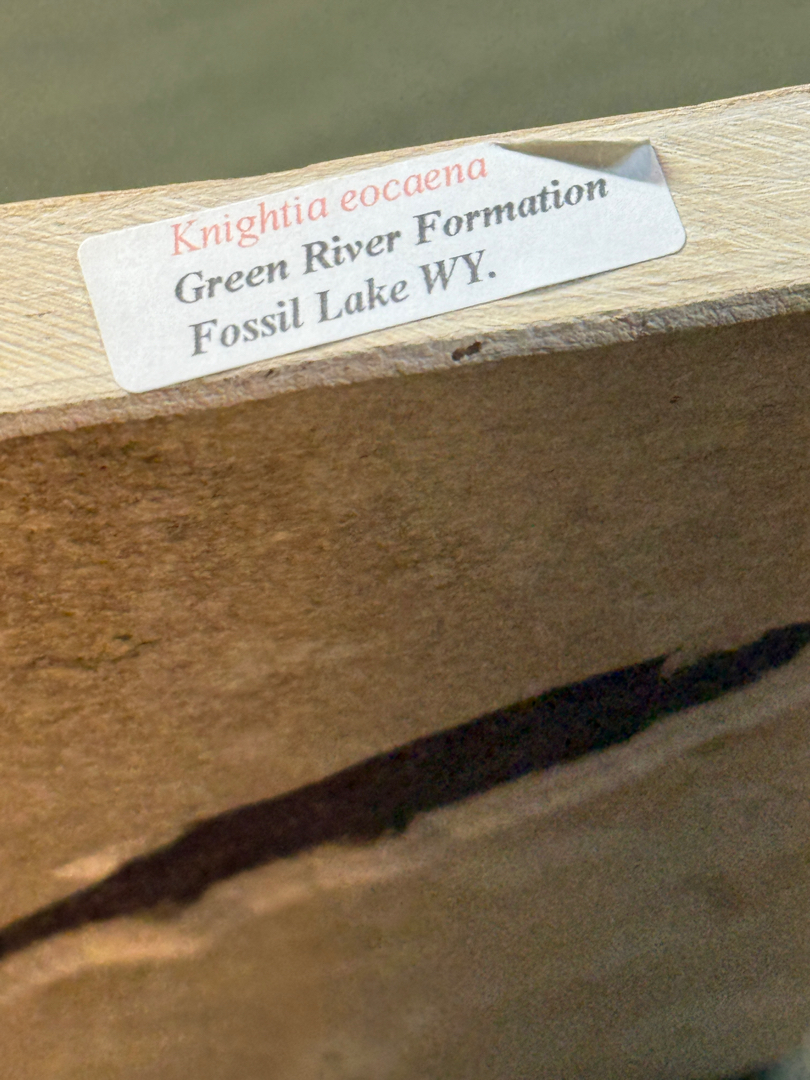 Knightia eocaena
Green River Formation
Fossil Lake WY.